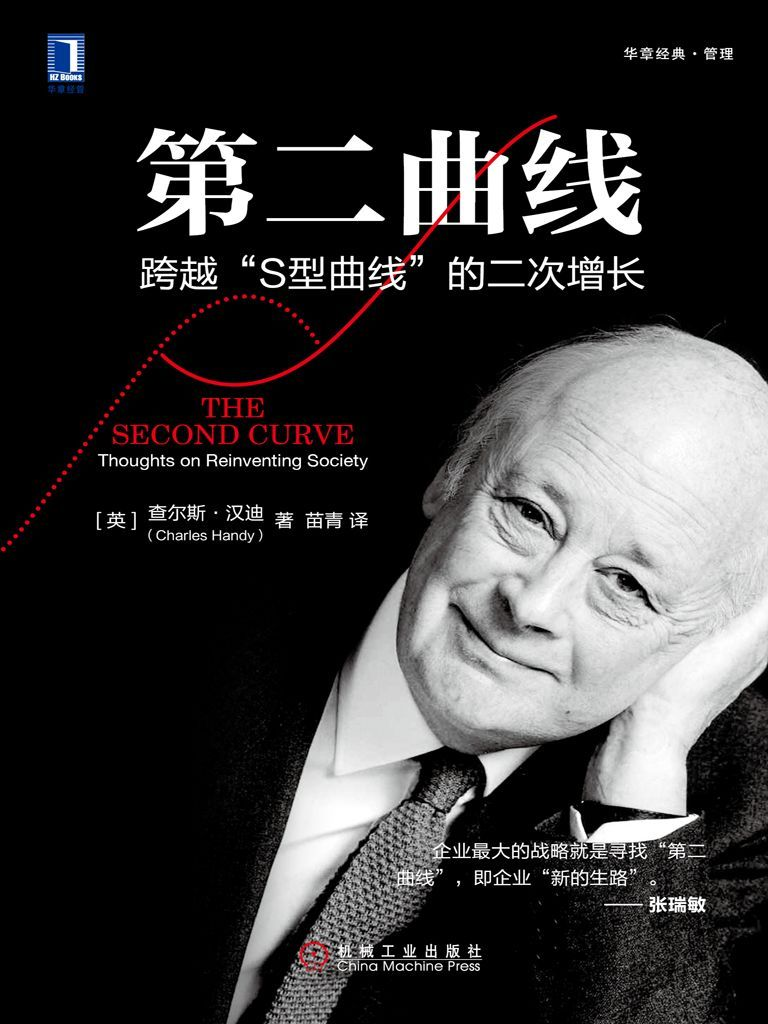 HZ BOOKS
华章经管
华章经典·管理
第二曲线
跨越“S型曲线”的二次增长
THE
SECOND CURVE
Thoughts on Reinventing Society
[ 英 ] 查尔斯·汉迪 著 苗青 译
（Charles Handy）
企业最大的战略就是寻找“第二
曲线”，即企业“新的生路”。
—— 张瑞敏
机械工业出版社
China Machine Press